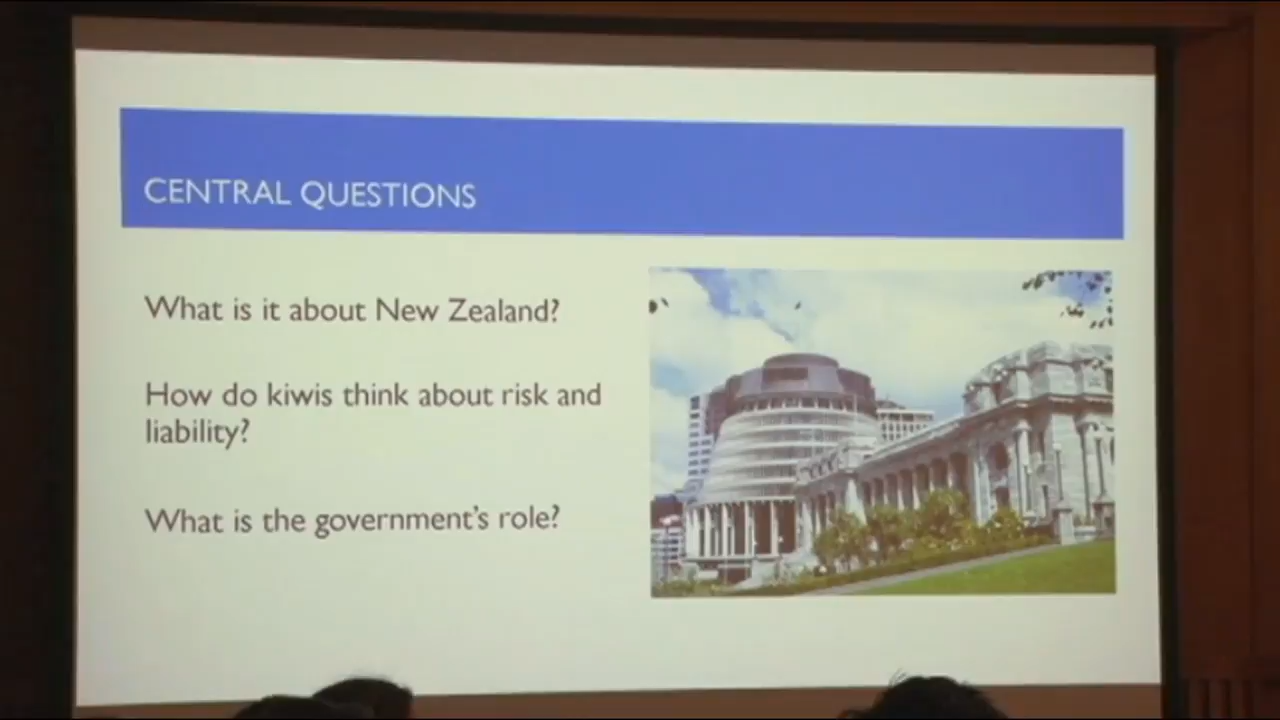 CENTRAL QUESTIONS
What is it about New Zealand?
How do kiwis think about risk and
liability?
What is the government's role?